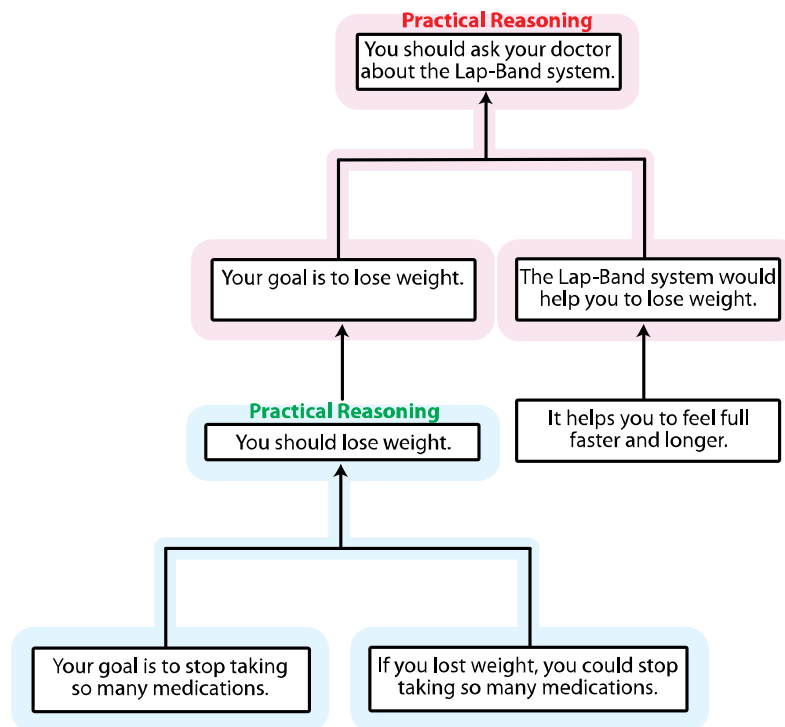 Practical Reasoning
You should ask your doctor
about the Lap-Band system.
Your goal is to lose weight.
The Lap-Band system would
help you to lose weight.
Practical Reasoning
You should lose weight.
It helps you to feel full
faster and longer.
Your goal is to stop taking
so many medications.
If you lost weight, you could stop
taking so many medications.